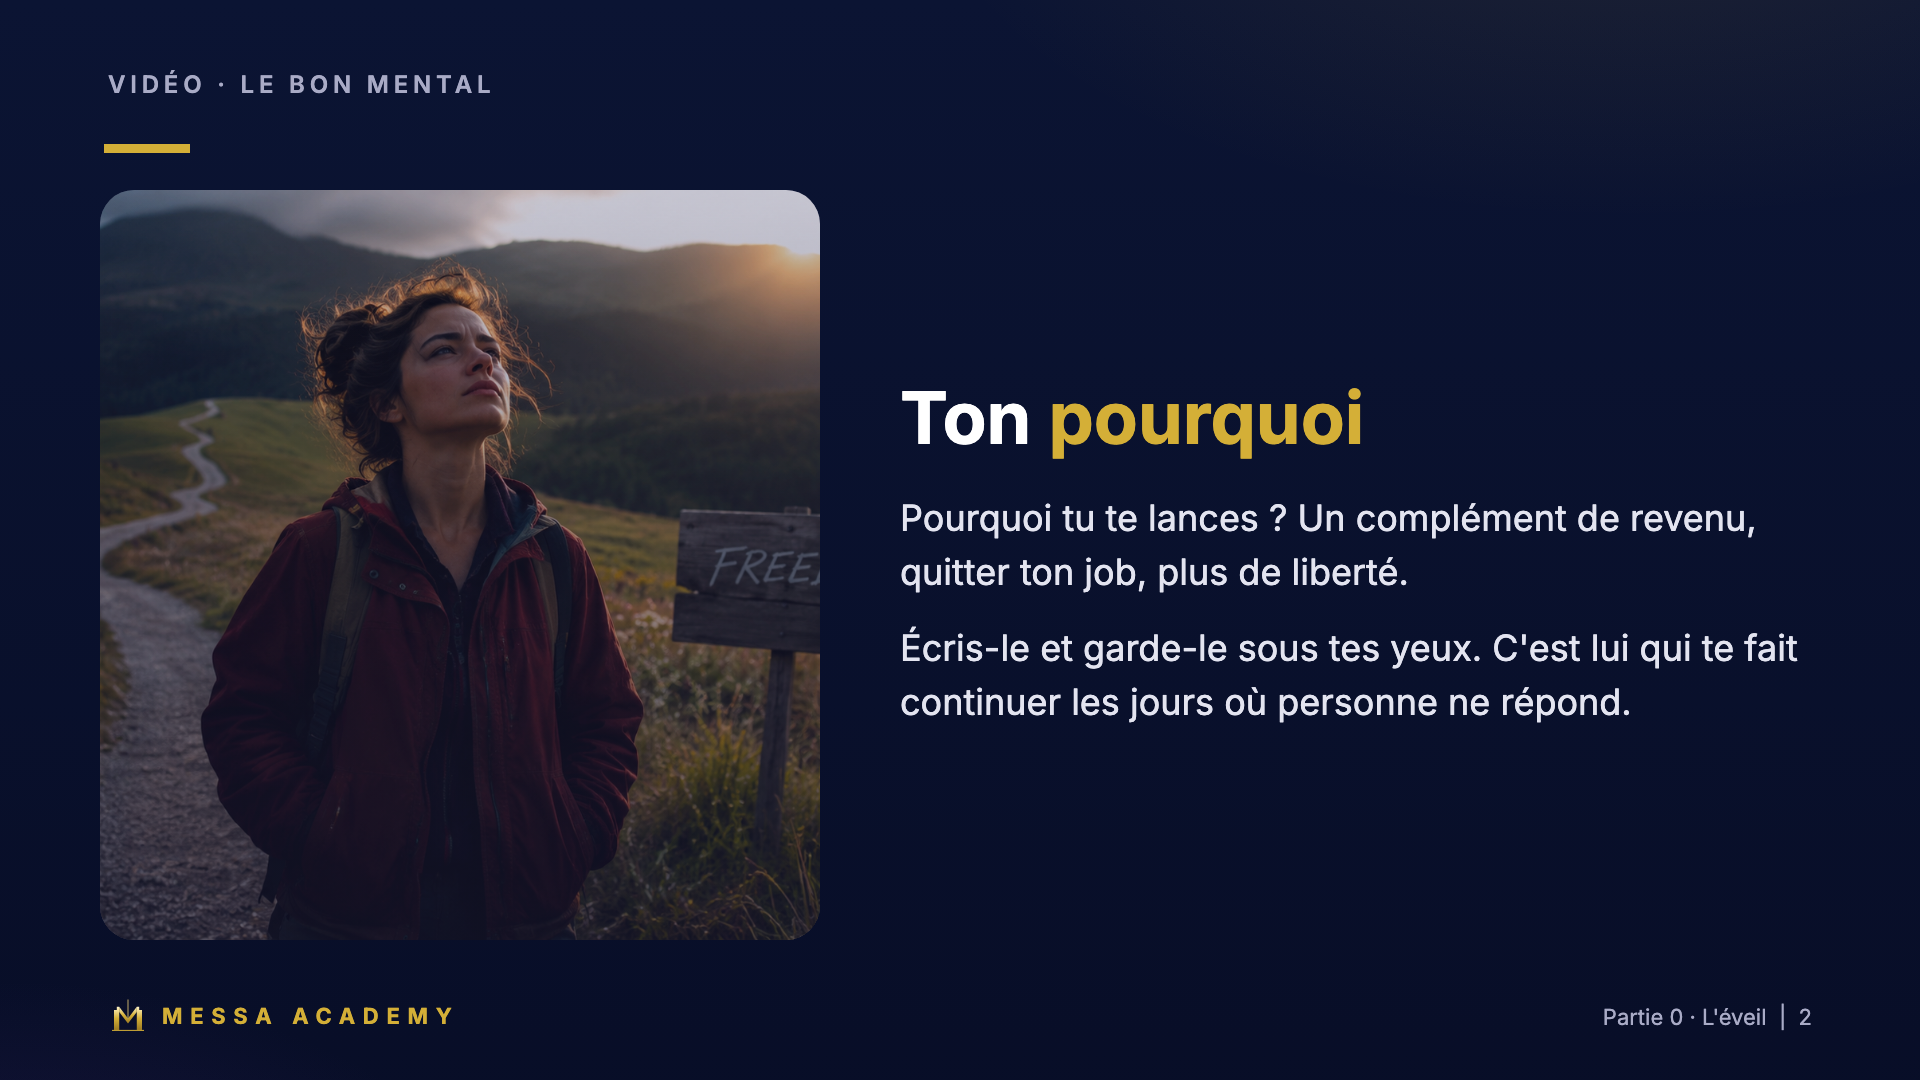 VIDÉO · LE BON MENTAL
FREE
Ton pourquoi
Pourquoi tu te lances ? Un complément de revenu,
quitter ton job, plus de liberté.
Écris-le et garde-le sous tes yeux. C'est lui qui te fait
continuer les jours où personne ne répond.
MESSA ACADEMY
Partie 0 · L'éveil | 2